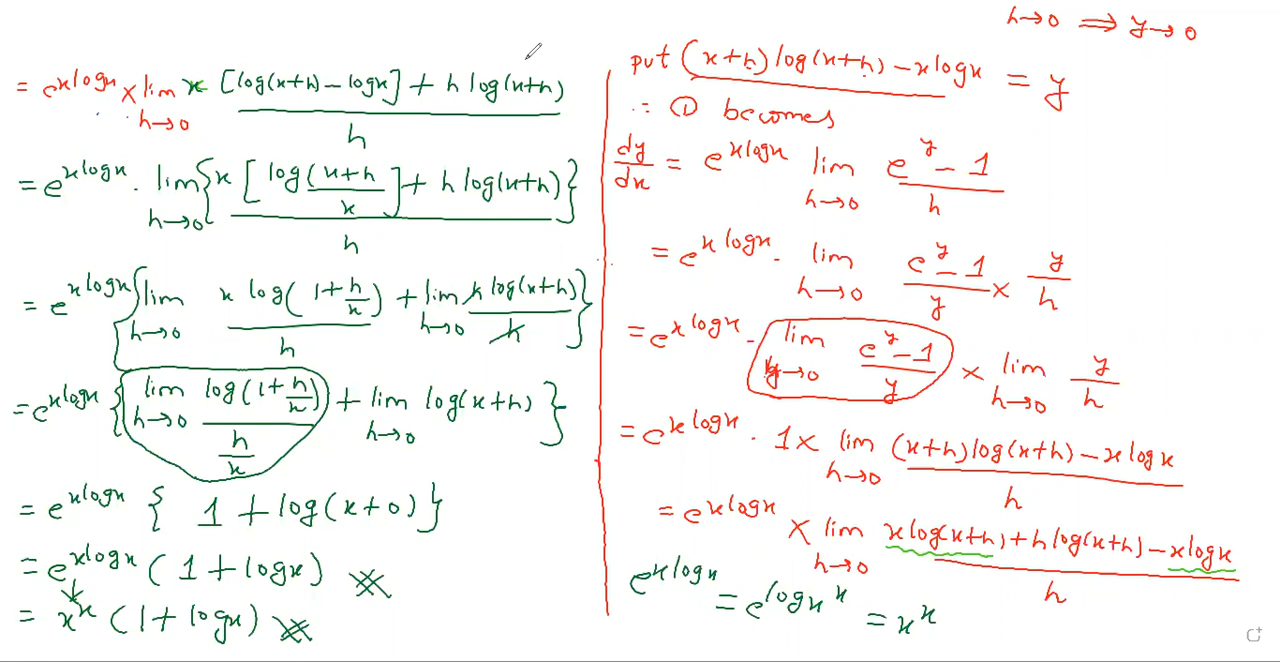 = e^{x log x} × lim_{h→0} x [log(x+h) - log x] + h log(x+h) / h
= e^{x log x} · lim_{h→0} { x [ log (x+h / x ] + h log(x+h) / h }
= e^{x log x} { lim_{h→0} x log( 1+ h/x ) / h + lim_{h→0} h log(x+h) / h }
= e^{x log x} { lim_{h→0} log(1+ h/x) / (h/x) + lim_{h→0} log(x+h) }
= e^{x log x} { 1 + log(x+0) }
= e^{x log x} ( 1 + log x )
= x^x ( 1 + log x )
h→0 ⟹ y→0
put (x+h) log(x+h) - x log x = y
∴ ① becomes
dy/dx = e^{x log x} lim_{h→0} e^y - 1 / h
= e^{x log x} · lim_{h→0} e^y - 1 / y × y/h
= e^{x log x} · lim_{y→0} e^y - 1 / y × lim_{h→0} y/h
= e^{x log x} · 1 × lim_{h→0} (x+h) log(x+h) - x log x / h
= e^{x log x} × lim_{h→0} x log(x+h) + h log(x+h) - x log x / h
e^{x log x} = e^{log x^x} = x^x